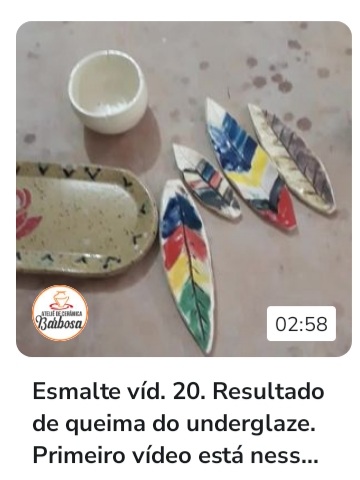 ATELIÊ DE CERÂMICA
Barbosa
02:58
Esmalte víd. 20. Resultado
de queima do underglaze.
Primeiro vídeo está ness...